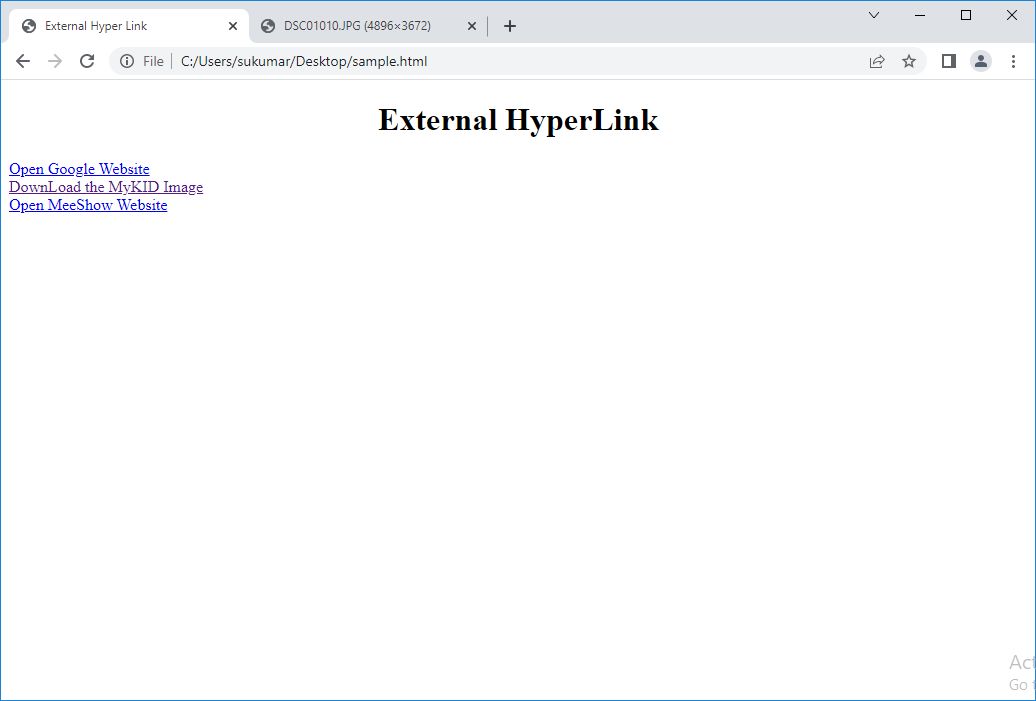 External Hyper Link
DSC01010.JPG (4896×3672)
File
C:/Users/sukumar/Desktop/sample.html
External HyperLink
Open Google Website
DownLoad the MyKID Image
Open MeeShow Website
Go